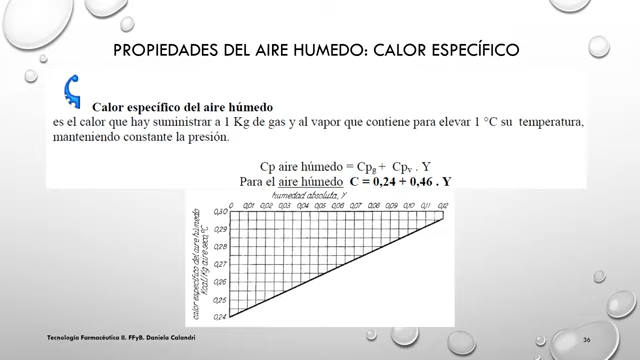 PROPIEDADES DEL AIRE HUMEDO: CALOR ESPECÍFICO
Calor específico del aire húmedo
es el calor que hay suministrar a 1 Kg de gas y al vapor que contiene para elevar 1 °C su temperatura,
manteniendo constante la presión.
Cp aire húmedo = Cpg + Cpv . Y
Para el aire húmedo C = 0,24 + 0,46 . Y
humedad absoluta, Y
0 0,01 0,02 0,03 0,04 0,05 0,06 0,07 0,08 0,09 0,10 0,11 0,12
calor específico del aire húmedo
Kcal/Kg aire seco, °C
0,30
0,29
0,28
0,27
0,26
0,25
0,24
Tecnología Farmacéutica II. FFyB. Daniela Calandri
36